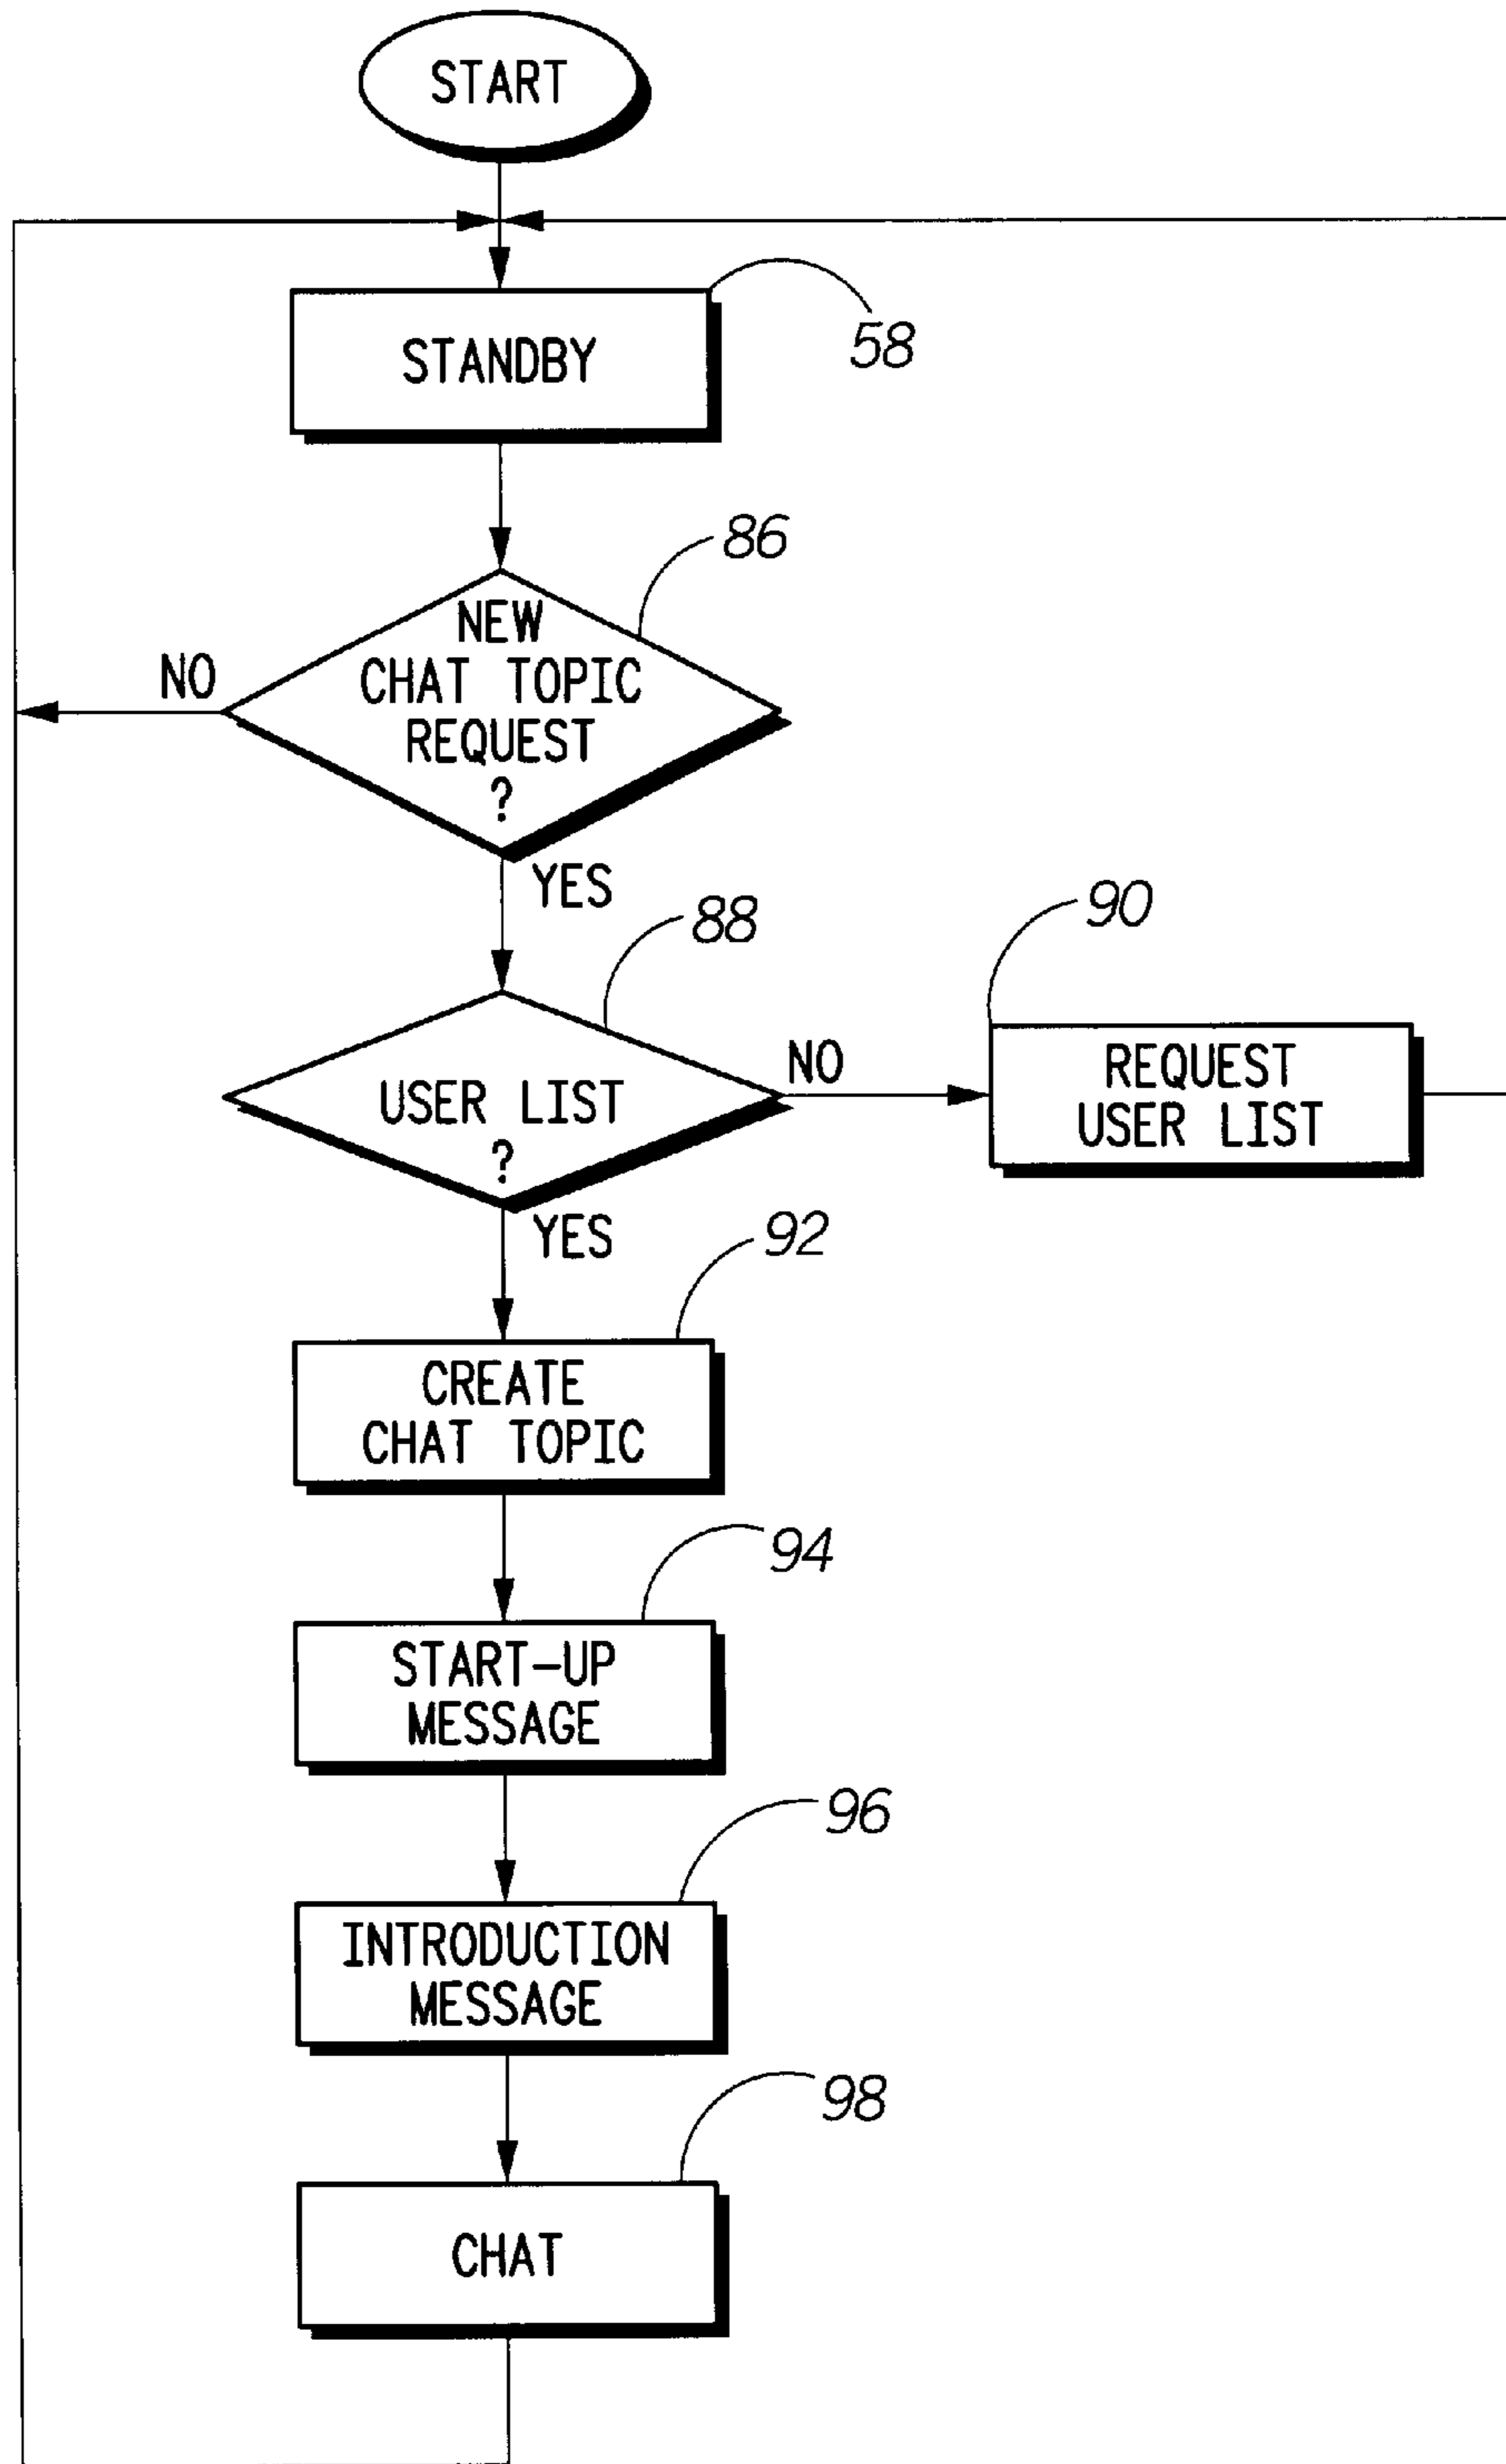 START
STANDBY
58
86
NEW
CHAT TOPIC
REQUEST
?
NO
YES
88
90
USER LIST
?
NO
REQUEST
USER LIST
YES
92
CREATE
CHAT TOPIC
94
START-UP
MESSAGE
96
INTRODUCTION
MESSAGE
98
CHAT